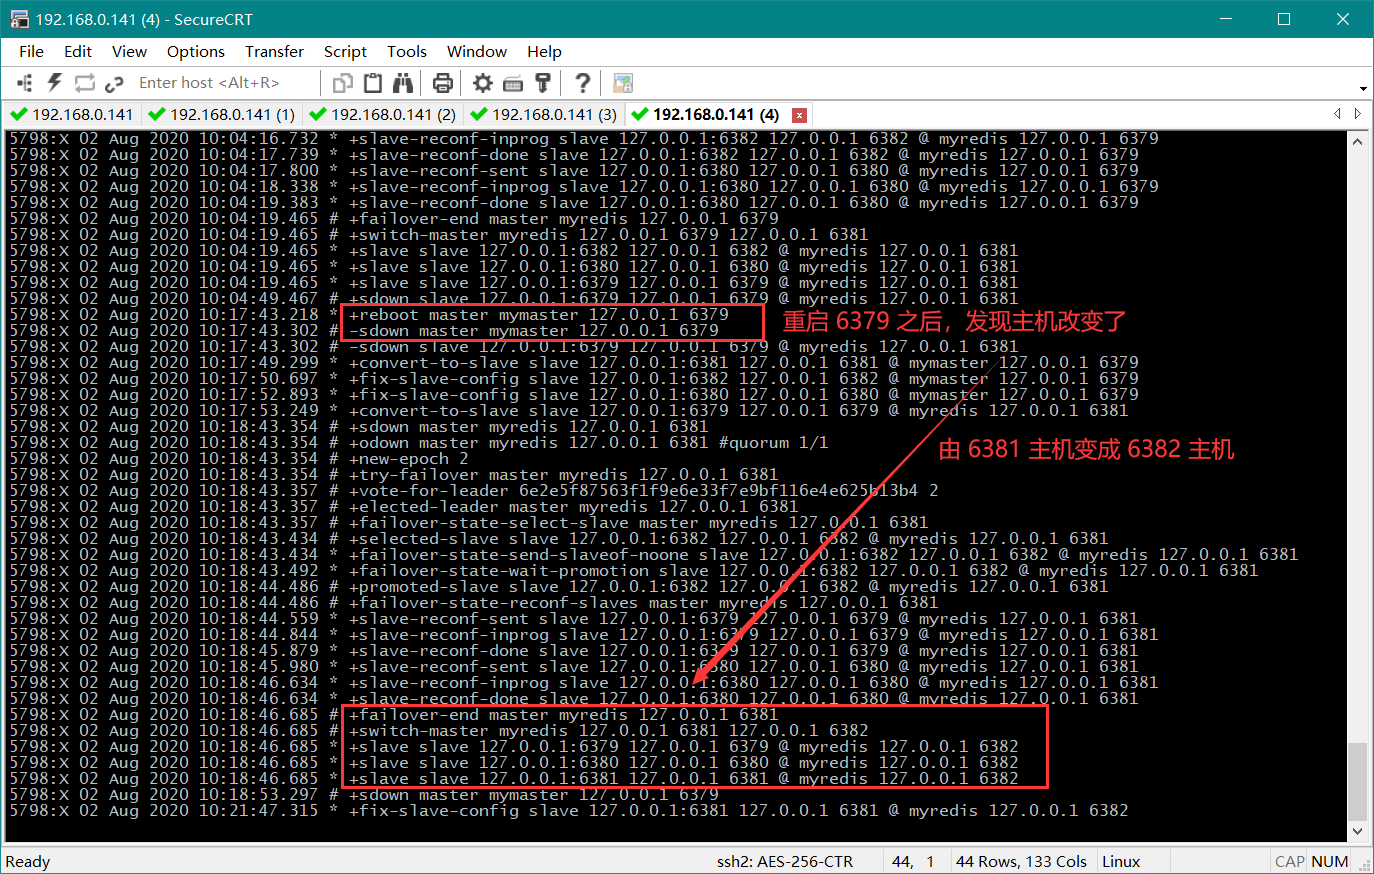 192.168.0.141 (4) - SecureCRT
File Edit View Options Transfer Script Tools Window Help
Enter host <Alt+R>
192.168.0.141 192.168.0.141 (1) 192.168.0.141 (2) 192.168.0.141 (3) 192.168.0.141 (4)
5798:X 02 Aug 2020 10:04:16.732 * +slave-reconf-inprog slave 127.0.0.1:6382 127.0.0.1 6382 @ myredis 127.0.0.1 6379
5798:X 02 Aug 2020 10:04:17.739 * +slave-reconf-done slave 127.0.0.1:6382 127.0.0.1 6382 @ myredis 127.0.0.1 6379
5798:X 02 Aug 2020 10:04:17.800 * +slave-reconf-sent slave 127.0.0.1:6380 127.0.0.1 6380 @ myredis 127.0.0.1 6379
5798:X 02 Aug 2020 10:04:18.338 * +slave-reconf-inprog slave 127.0.0.1:6380 127.0.0.1 6380 @ myredis 127.0.0.1 6379
5798:X 02 Aug 2020 10:04:19.383 * +slave-reconf-done slave 127.0.0.1:6380 127.0.0.1 6380 @ myredis 127.0.0.1 6379
5798:X 02 Aug 2020 10:04:19.465 # +failover-end master myredis 127.0.0.1 6379
5798:X 02 Aug 2020 10:04:19.465 # +switch-master myredis 127.0.0.1 6379 127.0.0.1 6381
5798:X 02 Aug 2020 10:04:19.465 * +slave slave 127.0.0.1:6382 127.0.0.1 6382 @ myredis 127.0.0.1 6381
5798:X 02 Aug 2020 10:04:19.465 * +slave slave 127.0.0.1:6380 127.0.0.1 6380 @ myredis 127.0.0.1 6381
5798:X 02 Aug 2020 10:04:19.465 * +slave slave 127.0.0.1:6379 127.0.0.1 6379 @ myredis 127.0.0.1 6381
5798:X 02 Aug 2020 10:04:49.467 # +sdown slave 127.0.0.1:6379 127.0.0.1 6379 @ myredis 127.0.0.1 6381
5798:X 02 Aug 2020 10:17:43.218 * +reboot master mymaster 127.0.0.1 6379
重启 6379 之后，发现主机改变了
5798:X 02 Aug 2020 10:17:43.302 # -sdown master mymaster 127.0.0.1 6379
5798:X 02 Aug 2020 10:17:43.302 # -sdown slave 127.0.0.1:6379 127.0.0.1 6379 @ myredis 127.0.0.1 6381
5798:X 02 Aug 2020 10:17:49.299 * +convert-to-slave slave 127.0.0.1:6381 127.0.0.1 6381 @ mymaster 127.0.0.1 6379
5798:X 02 Aug 2020 10:17:50.697 * +fix-slave-config slave 127.0.0.1:6382 127.0.0.1 6382 @ mymaster 127.0.0.1 6379
5798:X 02 Aug 2020 10:17:52.893 * +fix-slave-config slave 127.0.0.1:6380 127.0.0.1 6380 @ mymaster 127.0.0.1 6379
5798:X 02 Aug 2020 10:17:53.249 * +convert-to-slave slave 127.0.0.1:6379 127.0.0.1 6379 @ myredis 127.0.0.1 6381
5798:X 02 Aug 2020 10:18:43.354 # +sdown master myredis 127.0.0.1 6381
5798:X 02 Aug 2020 10:18:43.354 # +odown master myredis 127.0.0.1 6381 #quorum 1/1
由 6381 主机变成 6382 主机
5798:X 02 Aug 2020 10:18:43.354 # +new-epoch 2
5798:X 02 Aug 2020 10:18:43.354 # +try-failover master myredis 127.0.0.1 6381
5798:X 02 Aug 2020 10:18:43.357 # +vote-for-leader 6e2e5f87563f1f9e6e33f7e9bf116e4e625b13b4 2
5798:X 02 Aug 2020 10:18:43.357 # +elected-leader master myredis 127.0.0.1 6381
5798:X 02 Aug 2020 10:18:43.357 # +failover-state-select-slave master myredis 127.0.0.1 6381
5798:X 02 Aug 2020 10:18:43.434 # +selected-slave slave 127.0.0.1:6382 127.0.0.1 6382 @ myredis 127.0.0.1 6381
5798:X 02 Aug 2020 10:18:43.434 * +failover-state-send-slaveof-noone slave 127.0.0.1:6382 127.0.0.1 6382 @ myredis 127.0.0.1 6381
5798:X 02 Aug 2020 10:18:43.492 * +failover-state-wait-promotion slave 127.0.0.1:6382 127.0.0.1 6382 @ myredis 127.0.0.1 6381
5798:X 02 Aug 2020 10:18:44.486 # +promoted-slave slave 127.0.0.1:6382 127.0.0.1 6382 @ myredis 127.0.0.1 6381
5798:X 02 Aug 2020 10:18:44.486 # +failover-state-reconf-slaves master myredis 127.0.0.1 6381
5798:X 02 Aug 2020 10:18:44.559 * +slave-reconf-sent slave 127.0.0.1:6379 127.0.0.1 6379 @ myredis 127.0.0.1 6381
5798:X 02 Aug 2020 10:18:44.844 * +slave-reconf-inprog slave 127.0.0.1:6379 127.0.0.1 6379 @ myredis 127.0.0.1 6381
5798:X 02 Aug 2020 10:18:45.879 * +slave-reconf-done slave 127.0.0.1:6379 127.0.0.1 6379 @ myredis 127.0.0.1 6381
5798:X 02 Aug 2020 10:18:45.980 * +slave-reconf-sent slave 127.0.0.1:6380 127.0.0.1 6380 @ myredis 127.0.0.1 6381
5798:X 02 Aug 2020 10:18:46.634 * +slave-reconf-inprog slave 127.0.0.1:6380 127.0.0.1 6380 @ myredis 127.0.0.1 6381
5798:X 02 Aug 2020 10:18:46.634 * +slave-reconf-done slave 127.0.0.1:6380 127.0.0.1 6380 @ myredis 127.0.0.1 6381
5798:X 02 Aug 2020 10:18:46.685 # +failover-end master myredis 127.0.0.1 6381
5798:X 02 Aug 2020 10:18:46.685 # +switch-master myredis 127.0.0.1 6381 127.0.0.1 6382
5798:X 02 Aug 2020 10:18:46.685 * +slave slave 127.0.0.1:6379 127.0.0.1 6379 @ myredis 127.0.0.1 6382
5798:X 02 Aug 2020 10:18:46.685 * +slave slave 127.0.0.1:6380 127.0.0.1 6380 @ myredis 127.0.0.1 6382
5798:X 02 Aug 2020 10:18:46.685 * +slave slave 127.0.0.1:6381 127.0.0.1 6381 @ myredis 127.0.0.1 6382
5798:X 02 Aug 2020 10:18:53.297 # +sdown master mymaster 127.0.0.1 6379
5798:X 02 Aug 2020 10:21:47.315 * +fix-slave-config slave 127.0.0.1:6381 127.0.0.1 6381 @ myredis 127.0.0.1 6382
Ready ssh2: AES-256-CTR 44, 1 44 Rows, 133 Cols Linux CAP NUM